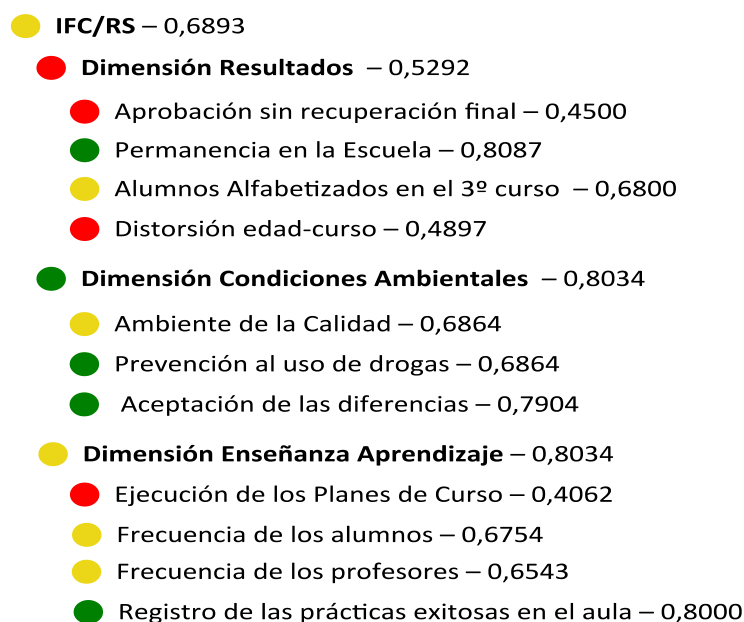 IFC/RS – 0,6893
Dimensión Resultados – 0,5292
Aprobación sin recuperación final – 0,4500
Permanencia en la Escuela – 0,8087
Alumnos Alfabetizados en el 3º curso – 0,6800
Distorsión edad-curso – 0,4897
Dimensión Condiciones Ambientales – 0,8034
Ambiente de la Calidad – 0,6864
Prevención al uso de drogas – 0,6864
Aceptación de las diferencias – 0,7904
Dimensión Enseñanza Aprendizaje – 0,8034
Ejecución de los Planes de Curso – 0,4062
Frecuencia de los alumnos – 0,6754
Frecuencia de los profesores – 0,6543
Registro de las prácticas exitosas en el aula – 0,8000